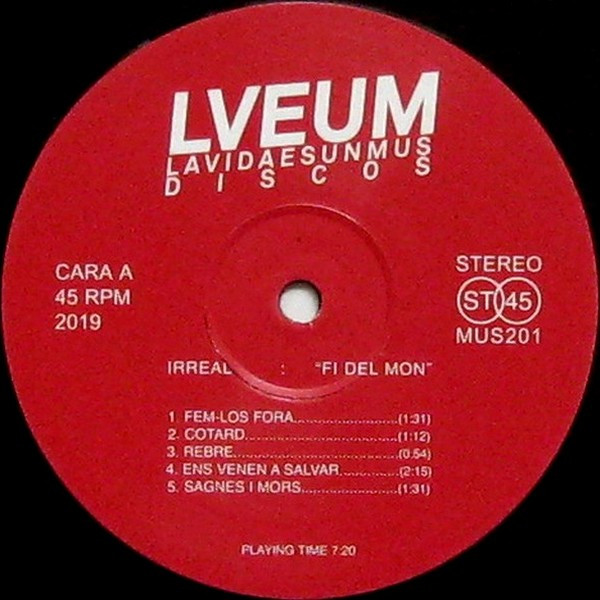 LVEUM
LAVIDAESUNMUS
DISCOS
CARA A
45 RPM
2019
STEREO
ST 45
MUS201
IRREAL : "FI DEL MON"
1. FEM-LOS FORA........................(1:31)
2. COTARD..................................(1:12)
3. REBRE....................................(0:54)
4. ENS VENEN A SALVAR..............(2:15)
5. SAGNES I MORS......................(1:31)
PLAYING TIME 7:20